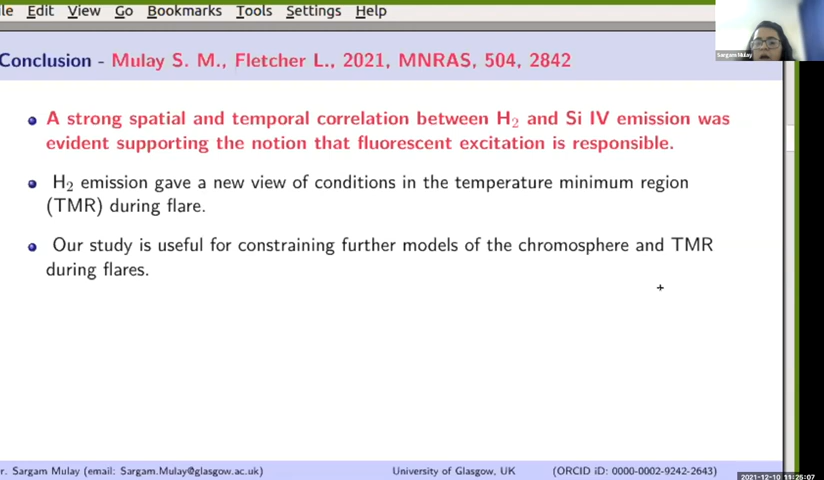 le Edit View Go Bookmarks Tools Settings Help
Sargam Mulay
Conclusion - Mulay S. M., Fletcher L., 2021, MNRAS, 504, 2842
A strong spatial and temporal correlation between H₂ and Si IV emission was
evident supporting the notion that fluorescent excitation is responsible.
H₂ emission gave a new view of conditions in the temperature minimum region
(TMR) during flare.
Our study is useful for constraining further models of the chromosphere and TMR
during flares.
r. Sargam Mulay (email: Sargam.Mulay@glasgow.ac.uk) University of Glasgow, UK (ORCID iD: 0000-0002-9242-2643)
2021-12-10 11:25:07